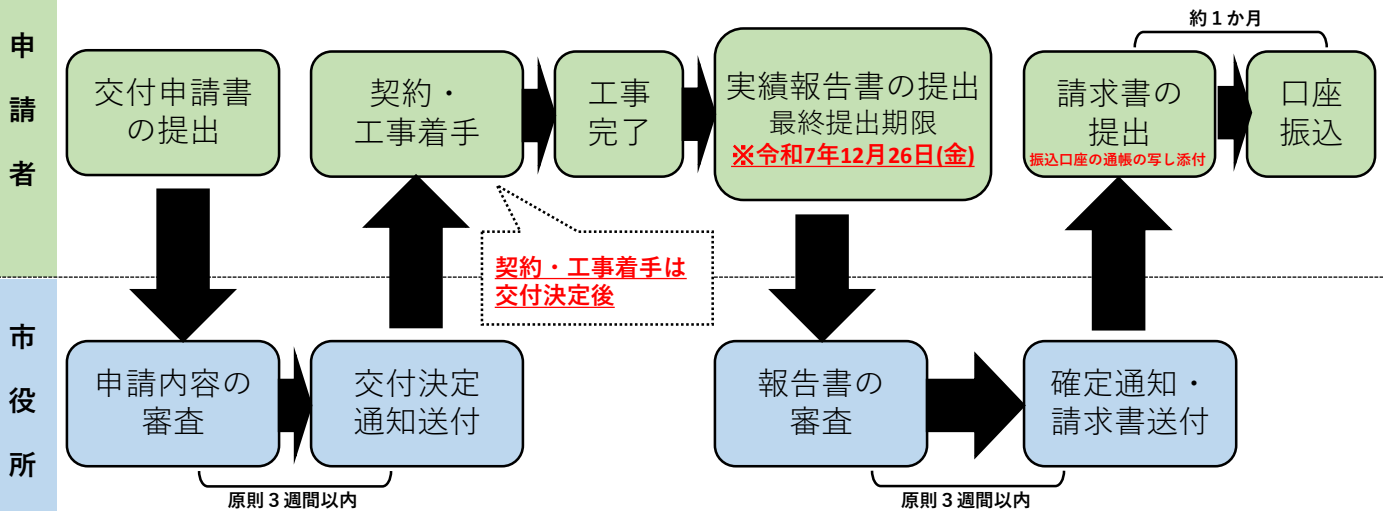 申請者
約１か月
交付申請書
の提出
契約・
工事着手
工事
完了
実績報告書の提出
最終提出期限
※令和7年12月26日(金)
請求書の
提出
振込口座の通帳の写し添付
口座
振込
契約・工事着手は
交付決定後
市役所
申請内容の
審査
交付決定
通知送付
報告書の
審査
確定通知・
請求書送付
原則３週間以内
原則３週間以内